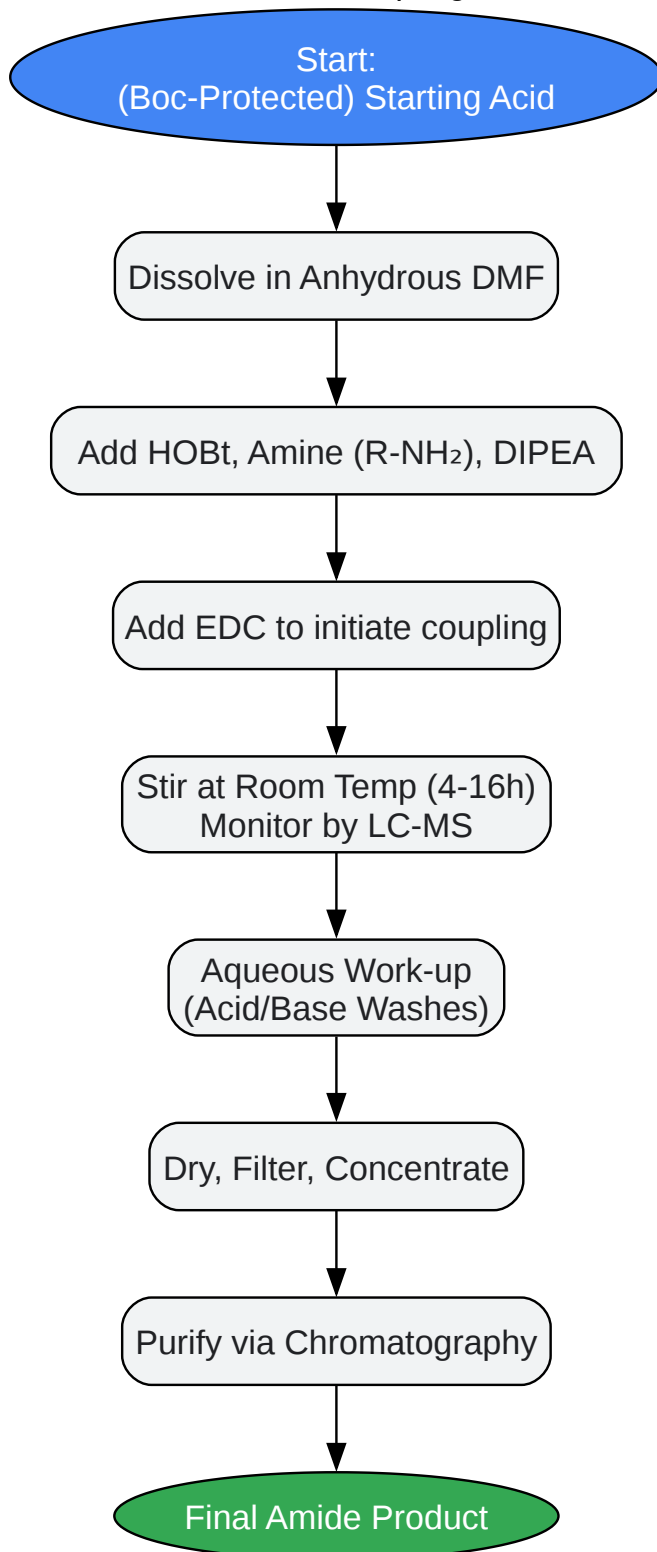 Start:
(Boc-Protected) Starting Acid
Dissolve in Anhydrous DMF
Add HOBt, Amine (R-NH₂), DIPEA
Add EDC to initiate coupling
Stir at Room Temp (4-16h)
Monitor by LC-MS
Aqueous Work-up
(Acid/Base Washes)
Dry, Filter, Concentrate
Purify via Chromatography
Final Amide Product